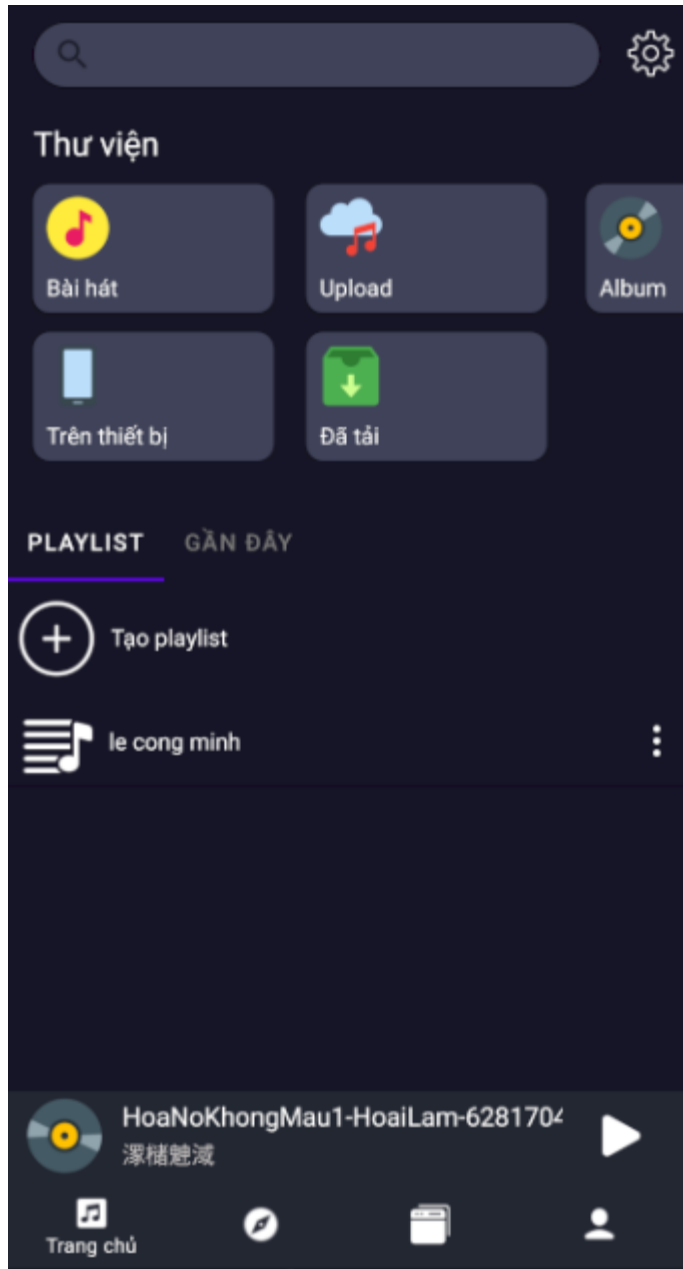 Thư viện
Bài hát
Upload
Album
Trên thiết bị
Đã tải
PLAYLIST
GẦN ĐÂY
Tạo playlist
le cong minh
HoaNoKhongMau1-HoaiLam-6281704
Trang chủ